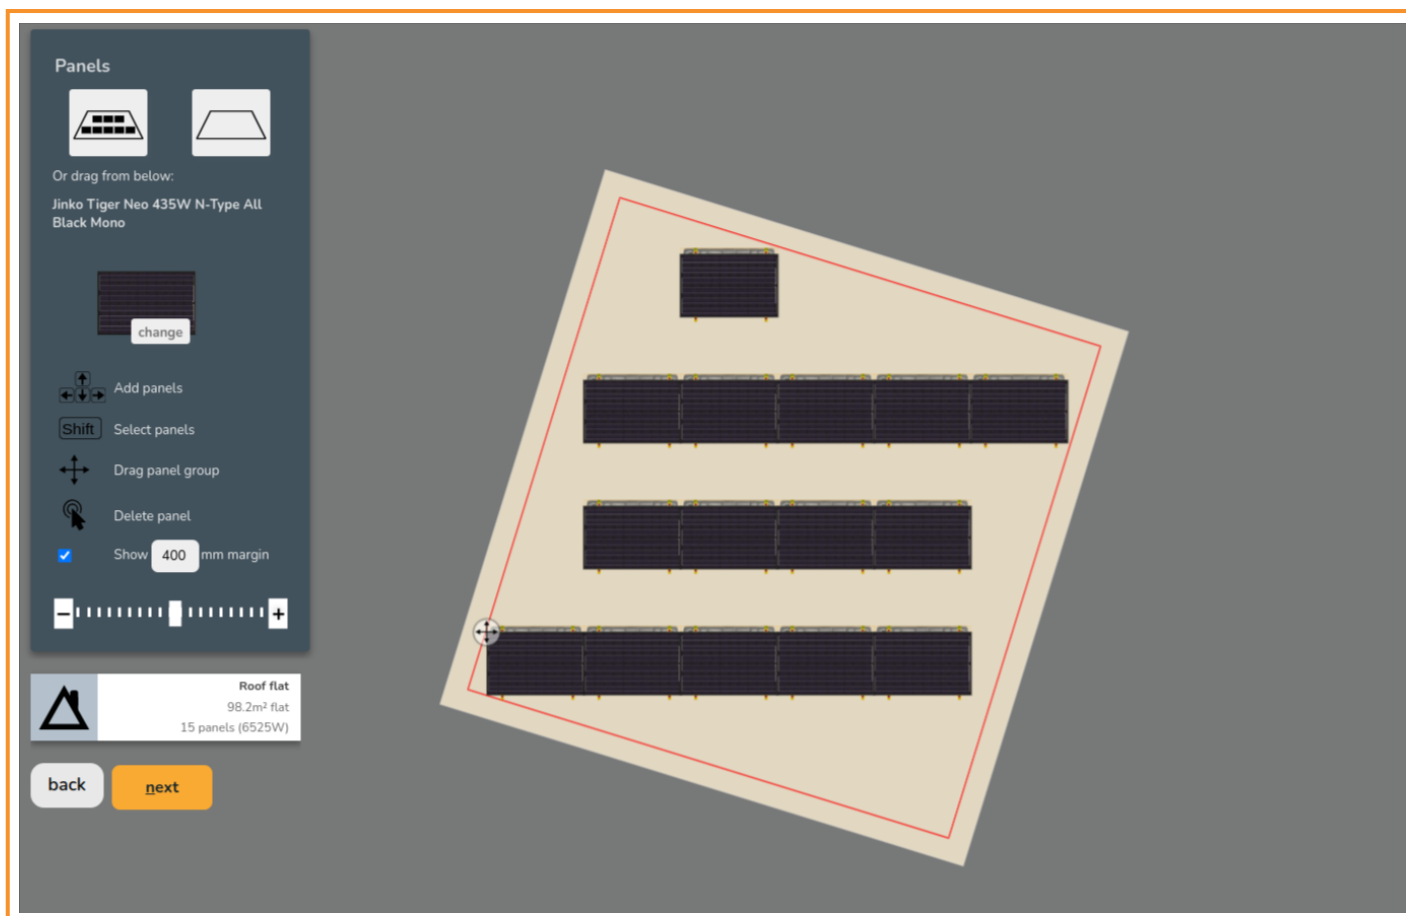 Panels
Or drag from below:
Jinko Tiger Neo 435W N-Type All
Black Mono
change
Add panels
Shift Select panels
Drag panel group
Delete panel
Show 400 mm margin
Roof flat
98.2m² flat
15 panels (6525W)
back next